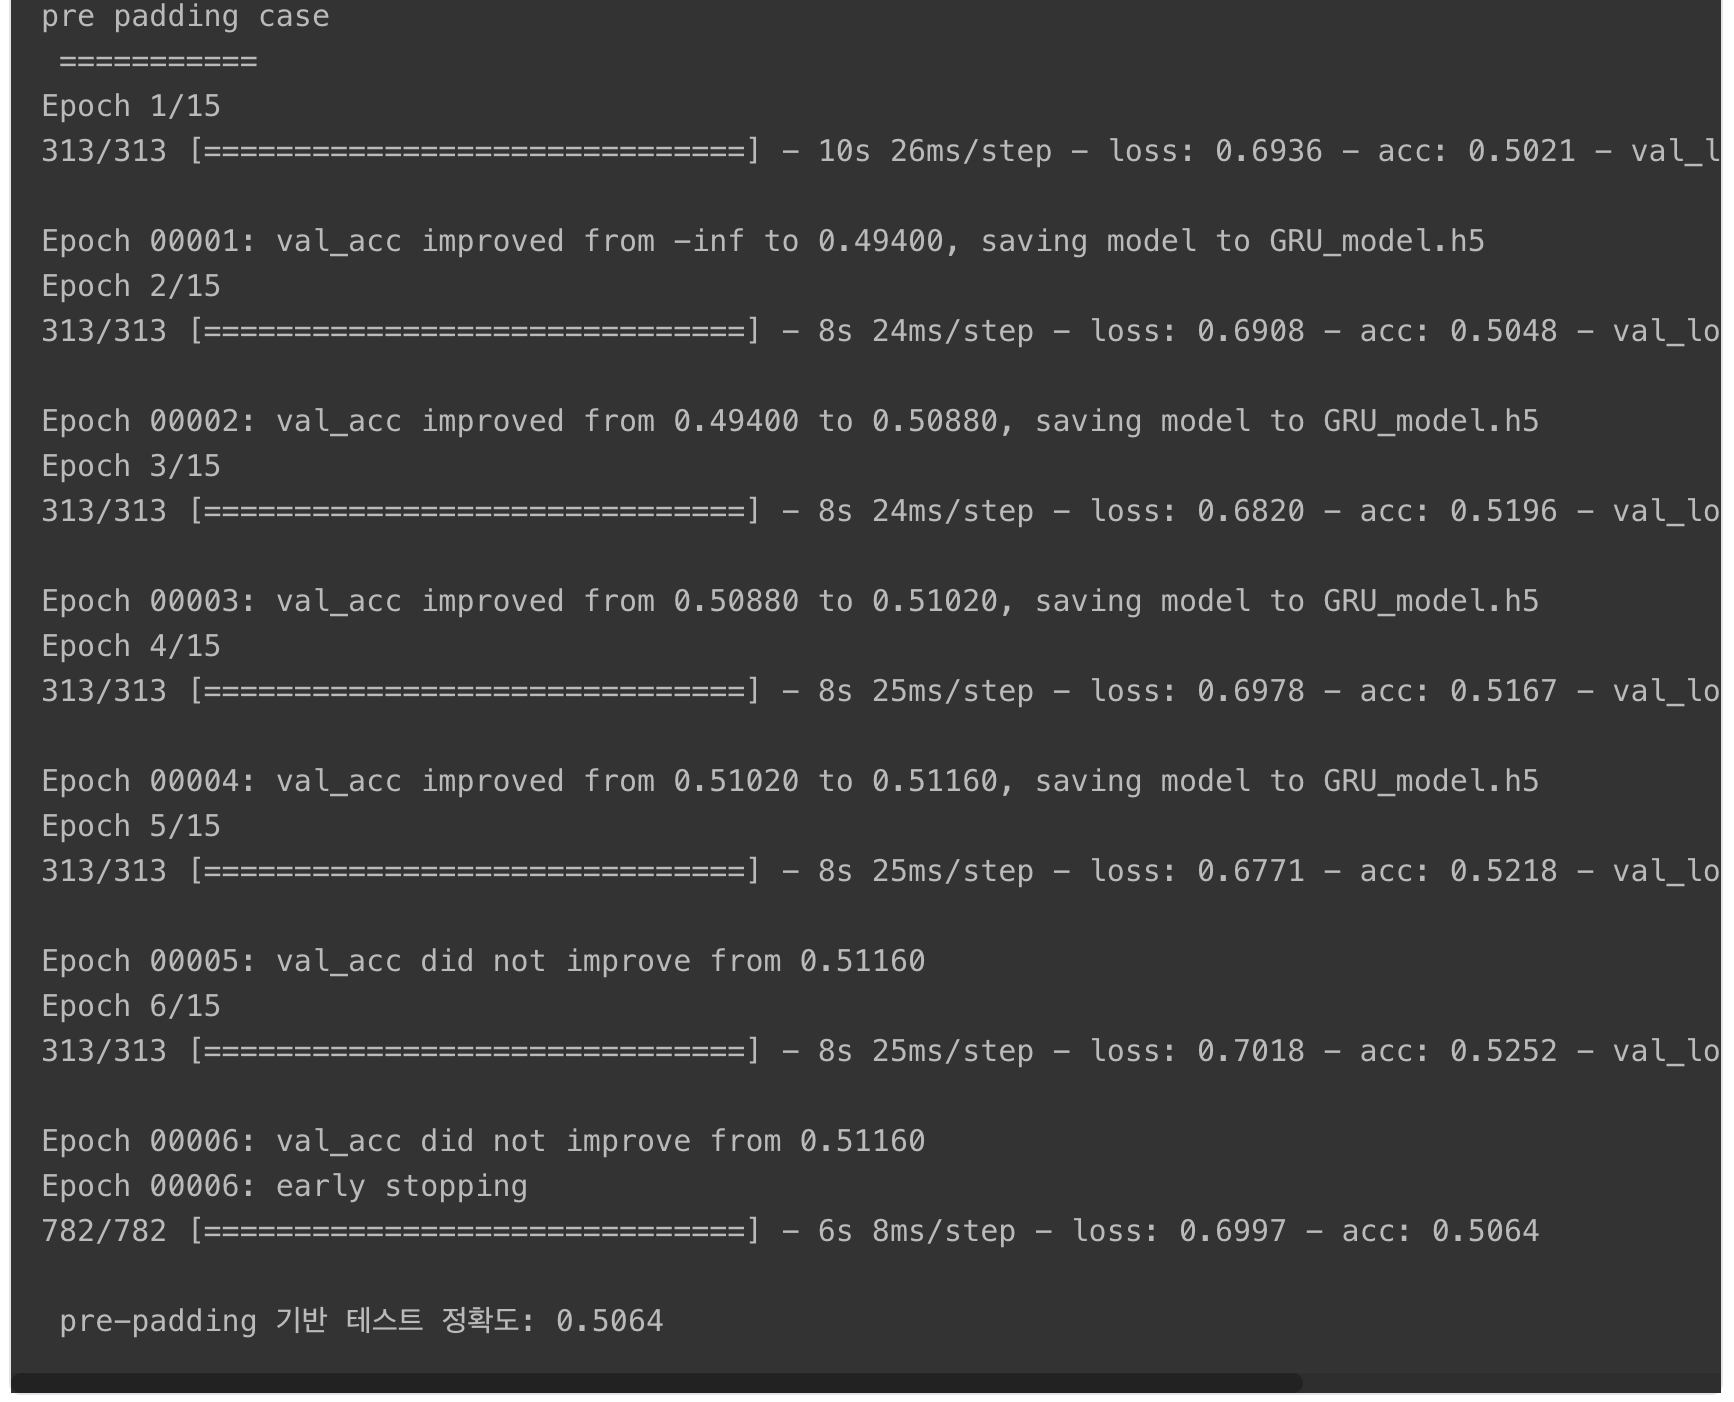 pre padding case
===========
Epoch 1/15
313/313 [==============================] - 10s 26ms/step - loss: 0.6936 - acc: 0.5021 - val_l
Epoch 00001: val_acc improved from -inf to 0.49400, saving model to GRU_model.h5
Epoch 2/15
313/313 [==============================] - 8s 24ms/step - loss: 0.6908 - acc: 0.5048 - val_lo
Epoch 00002: val_acc improved from 0.49400 to 0.50880, saving model to GRU_model.h5
Epoch 3/15
313/313 [==============================] - 8s 24ms/step - loss: 0.6820 - acc: 0.5196 - val_lo
Epoch 00003: val_acc improved from 0.50880 to 0.51020, saving model to GRU_model.h5
Epoch 4/15
313/313 [==============================] - 8s 25ms/step - loss: 0.6978 - acc: 0.5167 - val_lo
Epoch 00004: val_acc improved from 0.51020 to 0.51160, saving model to GRU_model.h5
Epoch 5/15
313/313 [==============================] - 8s 25ms/step - loss: 0.6771 - acc: 0.5218 - val_lo
Epoch 00005: val_acc did not improve from 0.51160
Epoch 6/15
313/313 [==============================] - 8s 25ms/step - loss: 0.7018 - acc: 0.5252 - val_lo
Epoch 00006: val_acc did not improve from 0.51160
Epoch 00006: early stopping
782/782 [==============================] - 6s 8ms/step - loss: 0.6997 - acc: 0.5064
pre-padding 기반 테스트 정확도: 0.5064